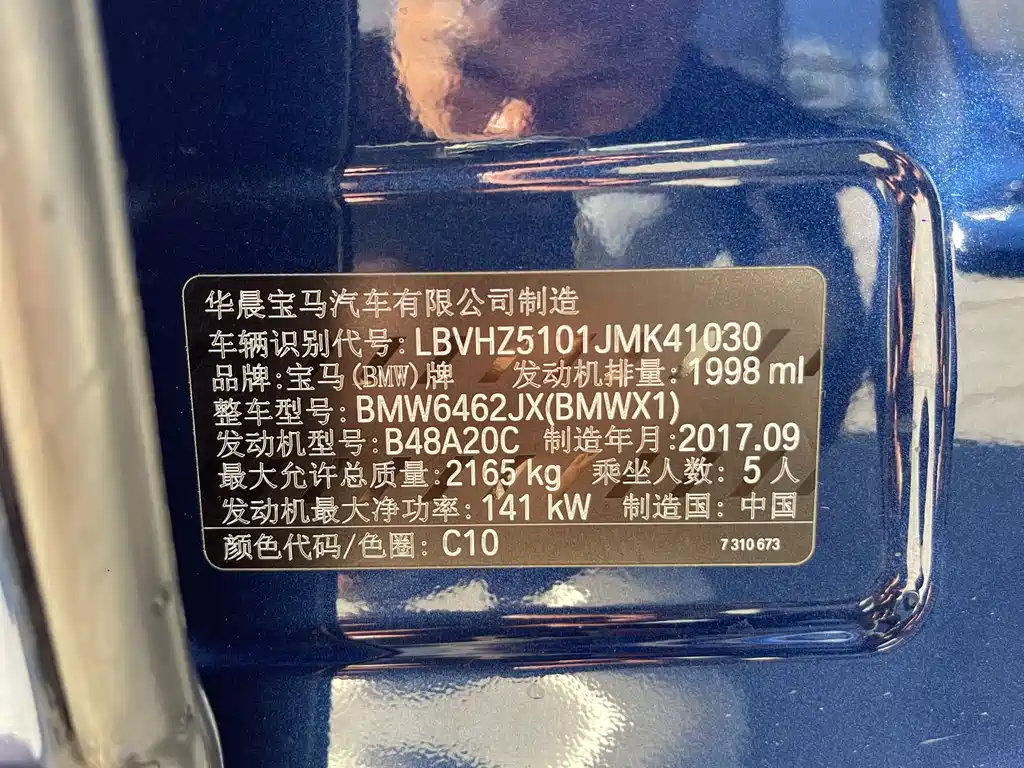 华晨宝马汽车有限公司制造
车辆识别代号: LBVHZ5101JMK41030
品牌:宝马(BMW)牌 发动机排量: 1998 ml
整车型号: BMW6462JX(BMWX1)
发动机型号: B48A20C 制造年月:2017.09
最大允许总质量: 2165 kg 乘坐人数: 5 人
发动机最大净功率: 141 kW 制造国: 中国
颜色代码/色圈: C10 7 310 673